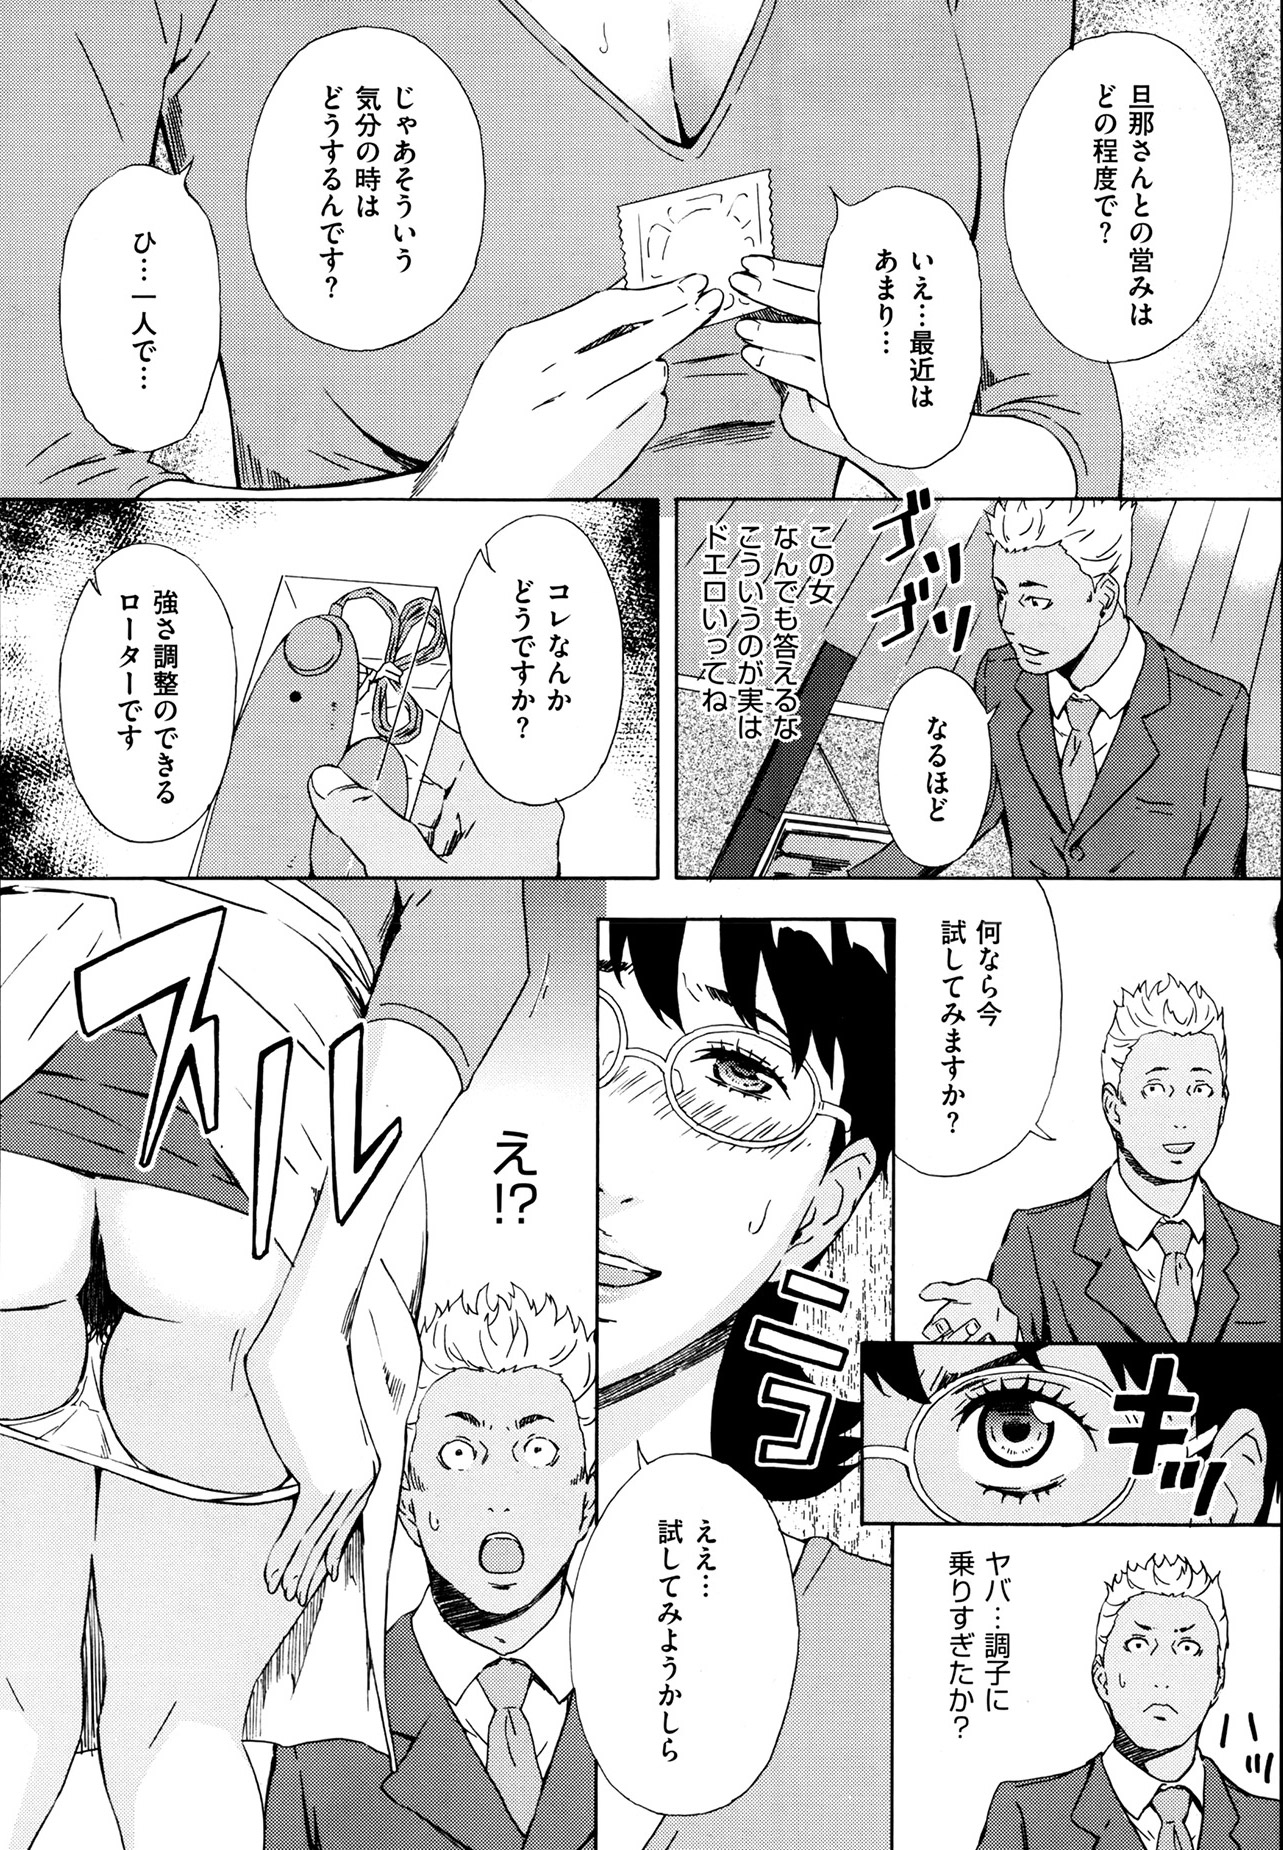 旦那さんとの営みは
どの程度で?
いえ…最近は
あまり…
じゃあそういう
気分の時は
どうするんです?
ひ…一人で…
ゴソ
ゴソ
この女
なんでも答えるな
こういうのが実は
ドエロいってね
なるほど
コレなんか
どうですか?
強さ調整のできる
ローターです
何なら今
試してみますか?
キッ
ヤバ…調子に
乗りすぎたか?
ハッ
ニコ
ええ…
試してみようかしら
え!?
ズルッ